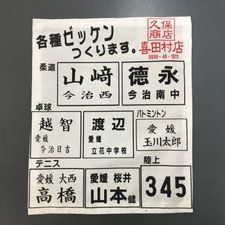 各種ゼッケン
つくります。
久保
商店
喜田村店
柔道
山﨑
今治西
德永
今治南中
卓球
越智
愛媛
今治日吉
渡辺
愛媛
立花中学校
バトミントン
愛媛
玉川太郎
テニス
愛媛 大西
高橋
愛媛 桜井
山本健
陸上
345